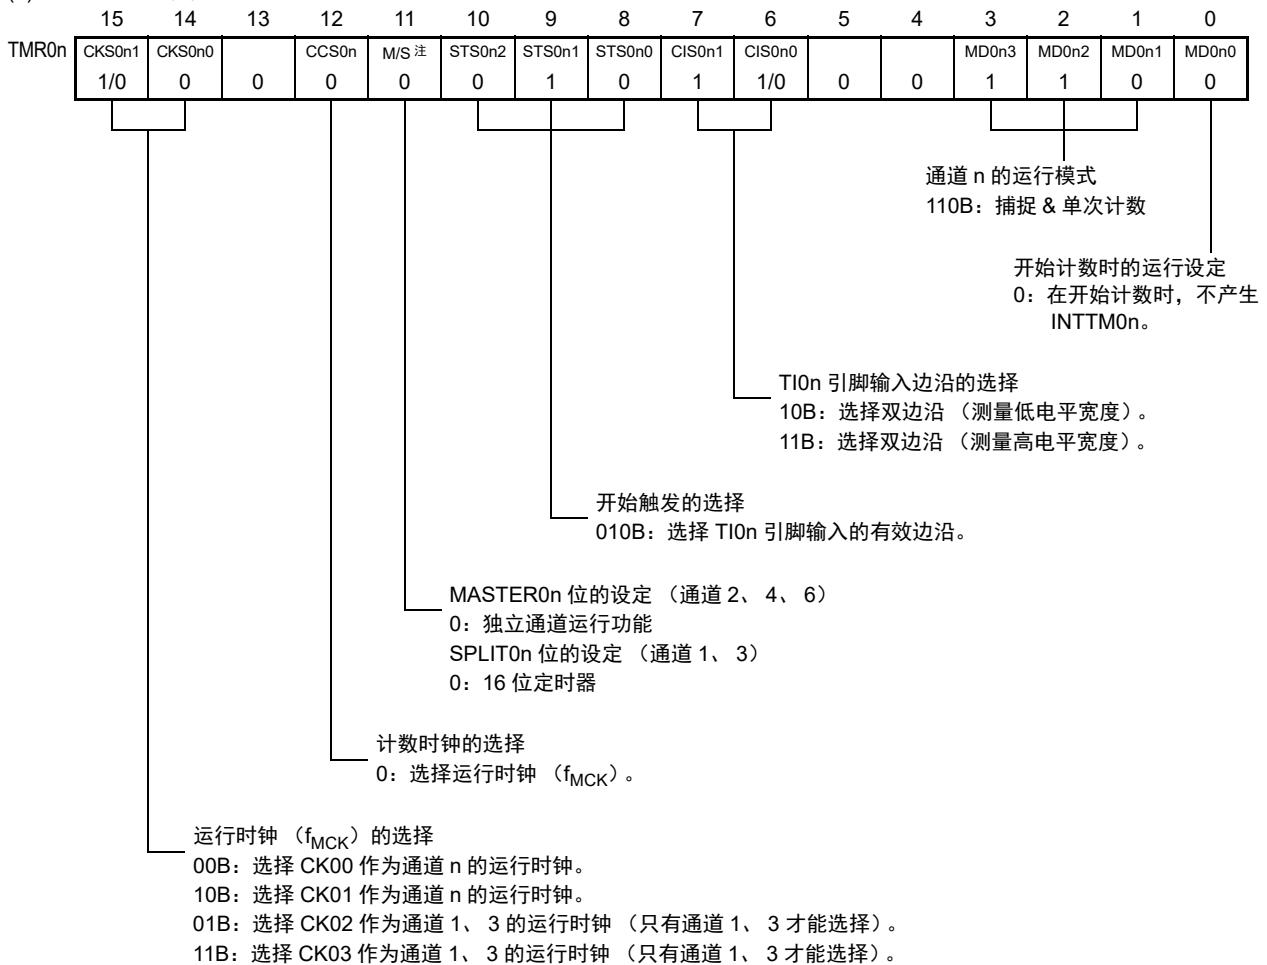 15 14 13 12 11 10 9 8 7 6 5 4 3 2 1 0
TMR0n CKS0n1 CKS0n0 CCS0n M/S 注 STS0n2 STS0n1 STS0n0 CIS0n1 CIS0n0 MD0n3 MD0n2 MD0n1 MD0n0
1/0 0 0 0 0 0 1 0 1 1/0 0 0 1 1 0 0
通道 n 的运行模式
110B：捕捉 & 单次计数
开始计数时的运行设定
0：在开始计数时，不产生
INTTM0n。
TI0n 引脚输入边沿的选择
10B：选择双边沿 （测量低电平宽度）。
11B：选择双边沿 （测量高电平宽度）。
开始触发的选择
010B：选择 TI0n 引脚输入的有效边沿。
MASTER0n 位的设定 （通道 2、 4、 6）
0：独立通道运行功能
SPLIT0n 位的设定 （通道 1、 3）
0：16 位定时器
计数时钟的选择
0：选择运行时钟 （fMCK）。
运行时钟 （fMCK）的选择
00B：选择 CK00 作为通道 n 的运行时钟。
10B：选择 CK01 作为通道 n 的运行时钟。
01B：选择 CK02 作为通道 1、 3 的运行时钟 （只有通道 1、 3 才能选择）。
11B：选择 CK03 作为通道 1、 3 的运行时钟 （只有通道 1、 3 才能选择）。